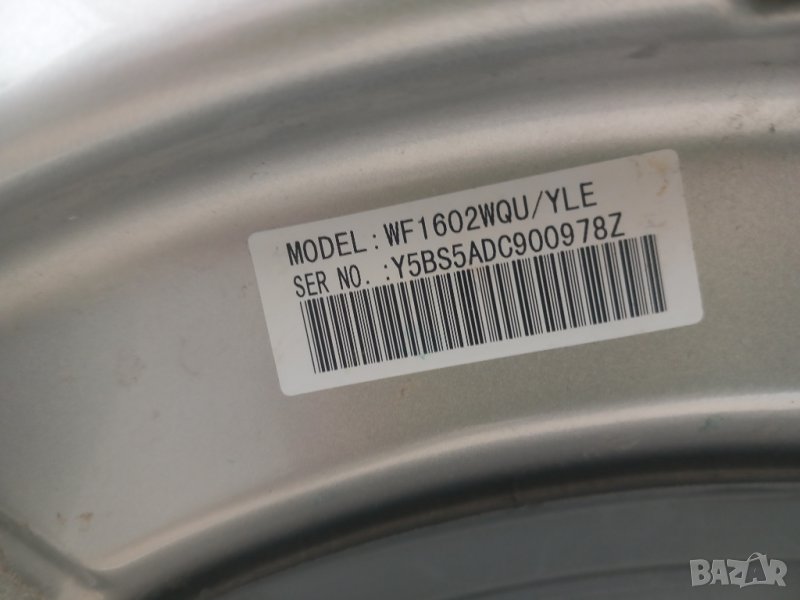 MODEL: WF1602WQU/YLE
SER NO. :Y5BS5ADC900978Z
BAZAR